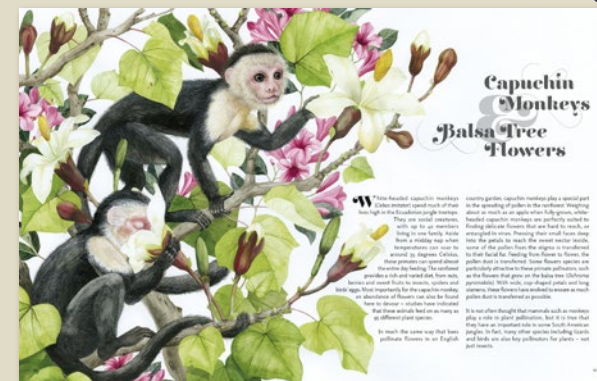 Capuchin
& Monkeys
Balsa Tree
Flowers
White-headed capuchin monkeys
(Cebus imitator) spend much of their
lives high in the Ecuadorian jungle treetops.
They are social creatures,
with up to 40 members
living in one family. Aside
from a midday nap when
temperatures can soar to
around 35 degrees Celsius,
these primates can spend almost
the entire day feeding. The rainforest
provides a rich and varied diet, from nuts,
berries and sweet fruits to insects, spiders and
birds' eggs. Most importantly for the capuchin monkey,
an abundance of flowers can also be found
here to devour – studies have indicated
that these animals feed on as many as
95 different plant species.
In much the same way that bees
pollinate flowers in an English
country garden, capuchin monkeys play a special part
in the spreading of pollen in the rainforest. Weighing
about as much as an apple when fully-grown, white-
headed capuchin monkeys are perfectly suited to
finding delicate flowers that are hard to reach, or
entangled in vines. Pressing their small faces deep
into the petals to reach the sweet nectar inside,
some of the pollen from the stigma is transferred
to their facial fur. Feeding from flower to flower, the
pollen dust is transferred. Some flowers species are
particularly attractive to these primate pollinators, such
as the flowers that grow on the balsa tree (Ochroma
pyramidale). With wide, cup-shaped petals and long
stamens, these flowers have evolved to ensure as much
pollen dust is transferred as possible.
It is not often thought that mammals such as monkeys
play a role in plant pollination, but it is true that
they have an important role in some South American
jungles. In fact, many other species including lizards
and birds are also key pollinators for plants – not
just insects.